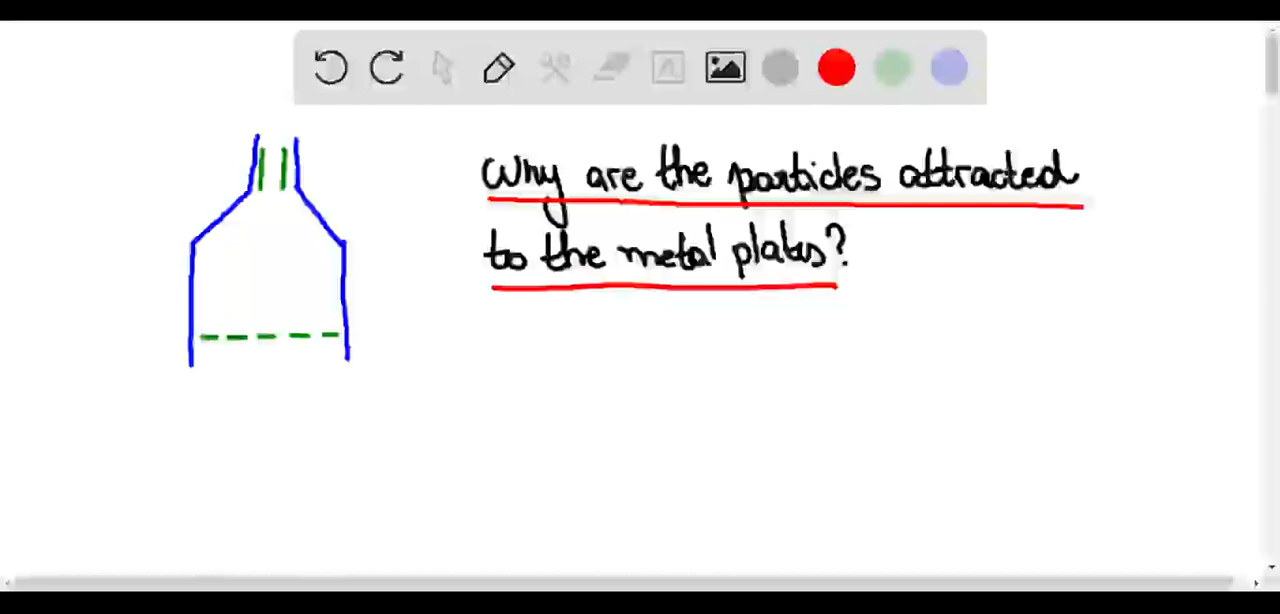 Why are the particles attracted
to the metal plates?